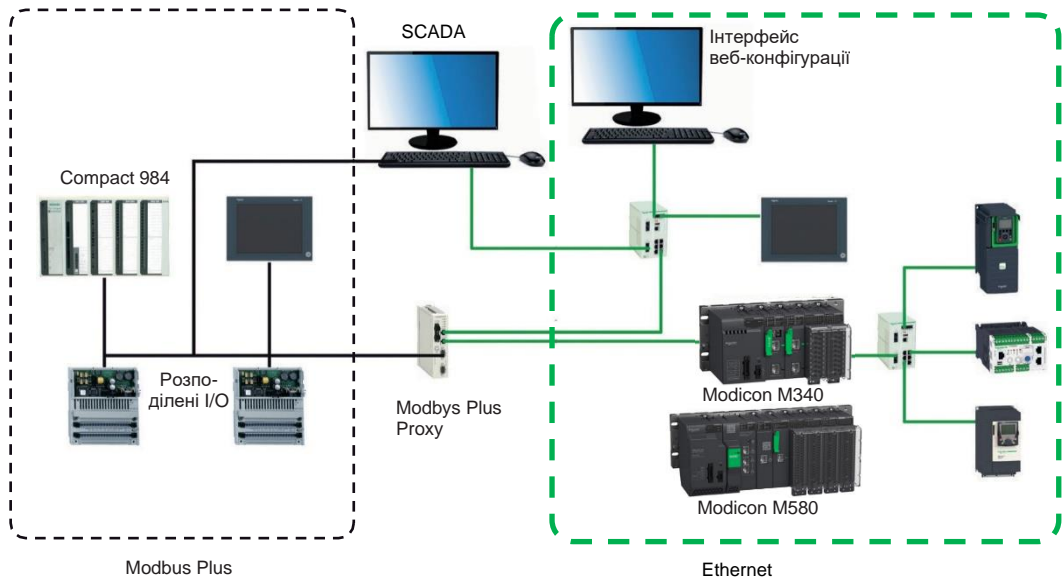 SCADA
Інтерфейс
веб-конфігурації
Compact 984
Розпо-
ділені І/О
Modbys Plus
Proxy
Modicon M340
Modicon M580
Modbus Plus
Ethernet